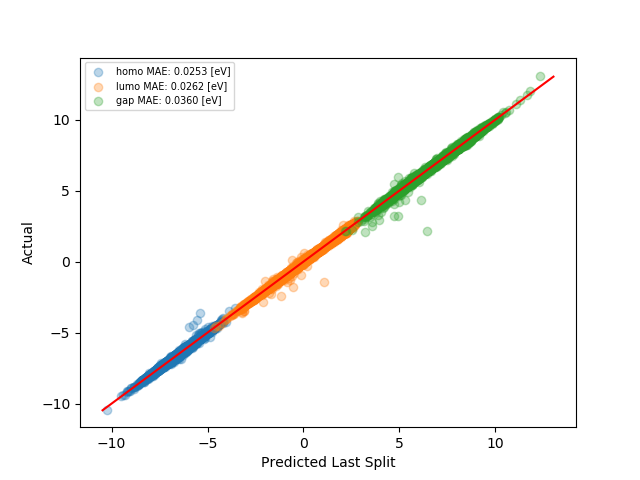 homo MAE: 0.0253 [eV]
lumo MAE: 0.0262 [eV]
gap MAE: 0.0360 [eV]
10
5
0
−5
−10
Actual
−10 −5 0 5 10
Predicted Last Split